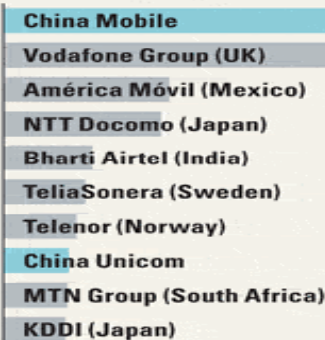 China Mobile
Vodafone Group (UK)
América Móvil (Mexico)
NTT Docomo (Japan)
Bharti Airtel (India)
TeliaSonera (Sweden)
Telenor (Norway)
China Unicom
MTN Group (South Africa)
KDDI (Japan)